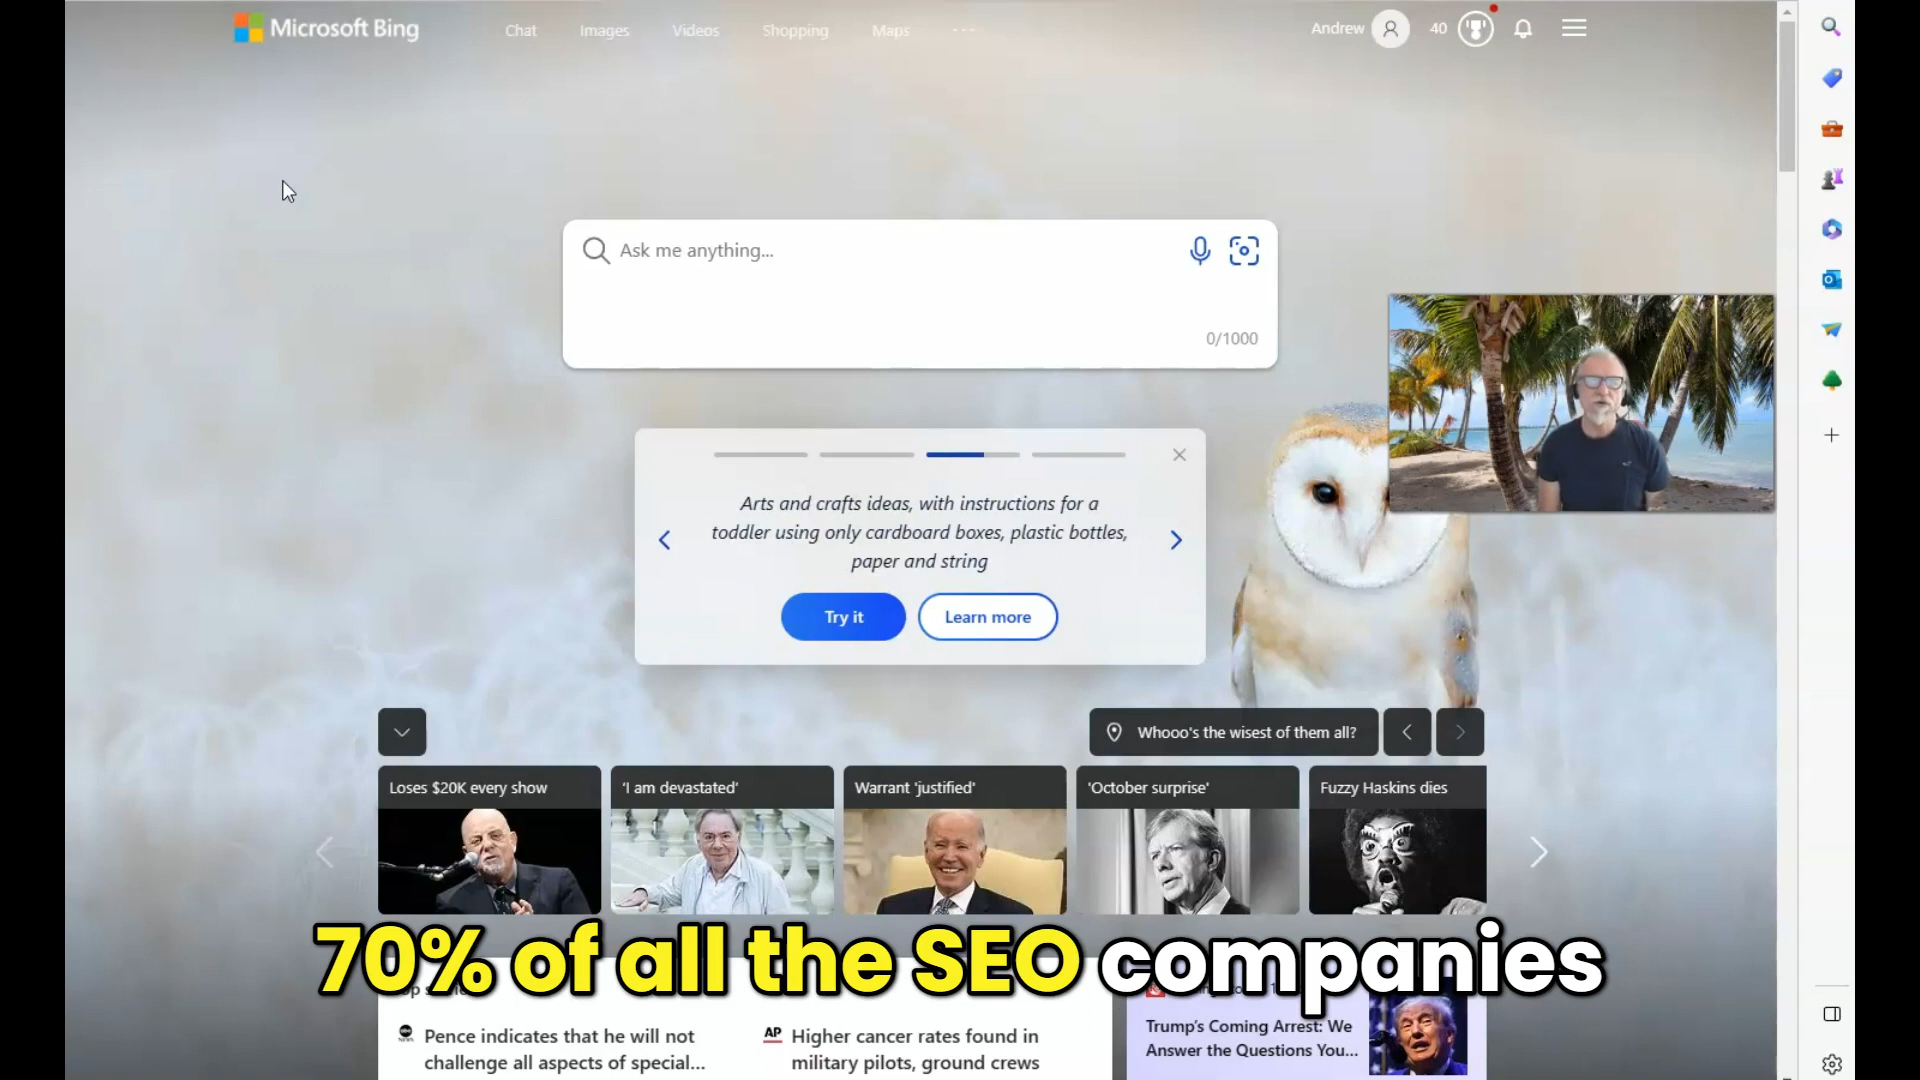 Microsoft Bing
Chat Images Videos Shopping Maps ...
Andrew 40
Ask me anything...
0/1000
Arts and crafts ideas, with instructions for a
toddler using only cardboard boxes, plastic bottles,
paper and string
Try it Learn more
Whooo's the wisest of them all?
Loses $20K every show
'I am devastated'
Warrant 'justified'
'October surprise'
Fuzzy Haskins dies
70% of all the SEO companies
Pence indicates that he will not
challenge all aspects of special...
AP
Higher cancer rates found in
military pilots, ground crews
Trump's Coming Arrest: We
Answer the Questions You...